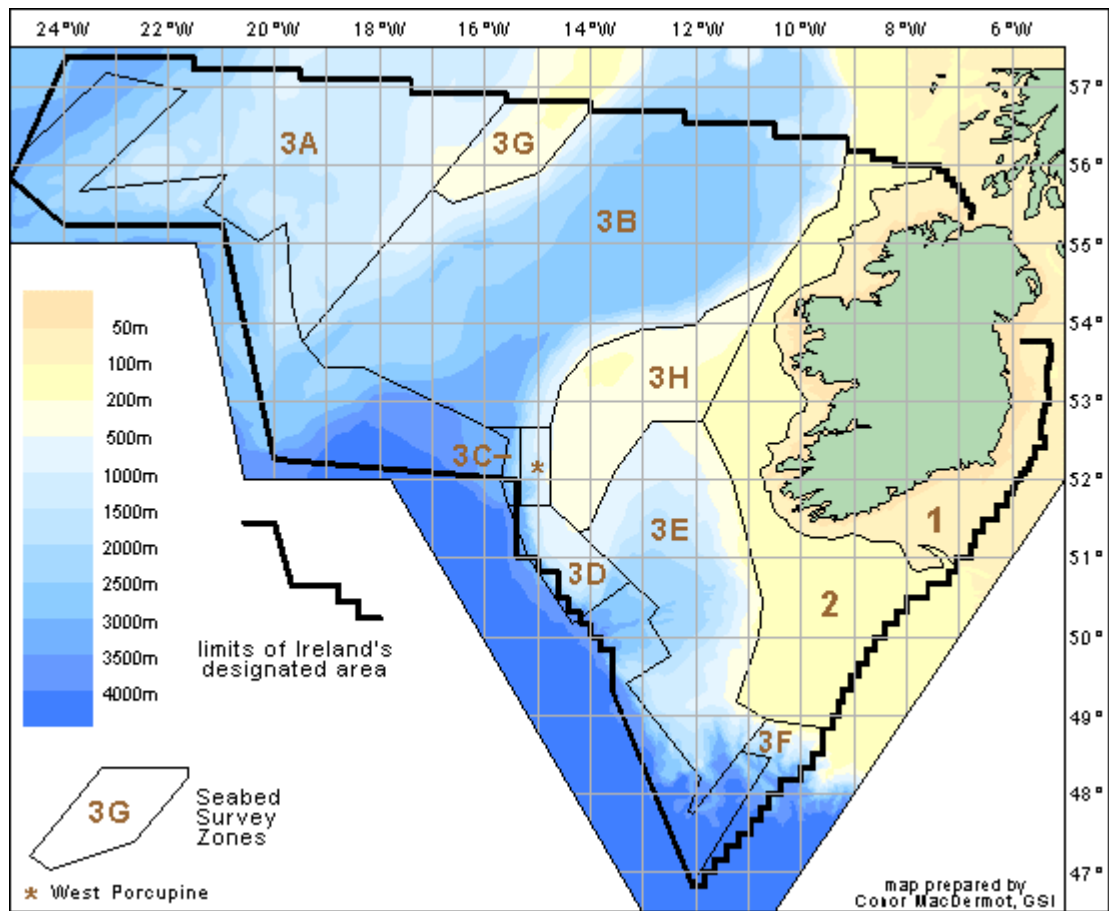 24°W 22°W 20°W 18°W 16°W 14°W 12°W 10°W 8°W 6°W
57°
3A
3G
56°
3B
55°
50m
54°
100m
3H
200m
53°
500m
3C
*
1000m
52°
1500m
3E
1
2000m
51°
3D
2500m
2
3000m
50°
limits of Ireland's
3500m
designated area
4000m
49°
3F
3G
Seabed
48°
Survey
Zones
47°
* West Porcupine
map prepared by
Conor MacDermot, GSI